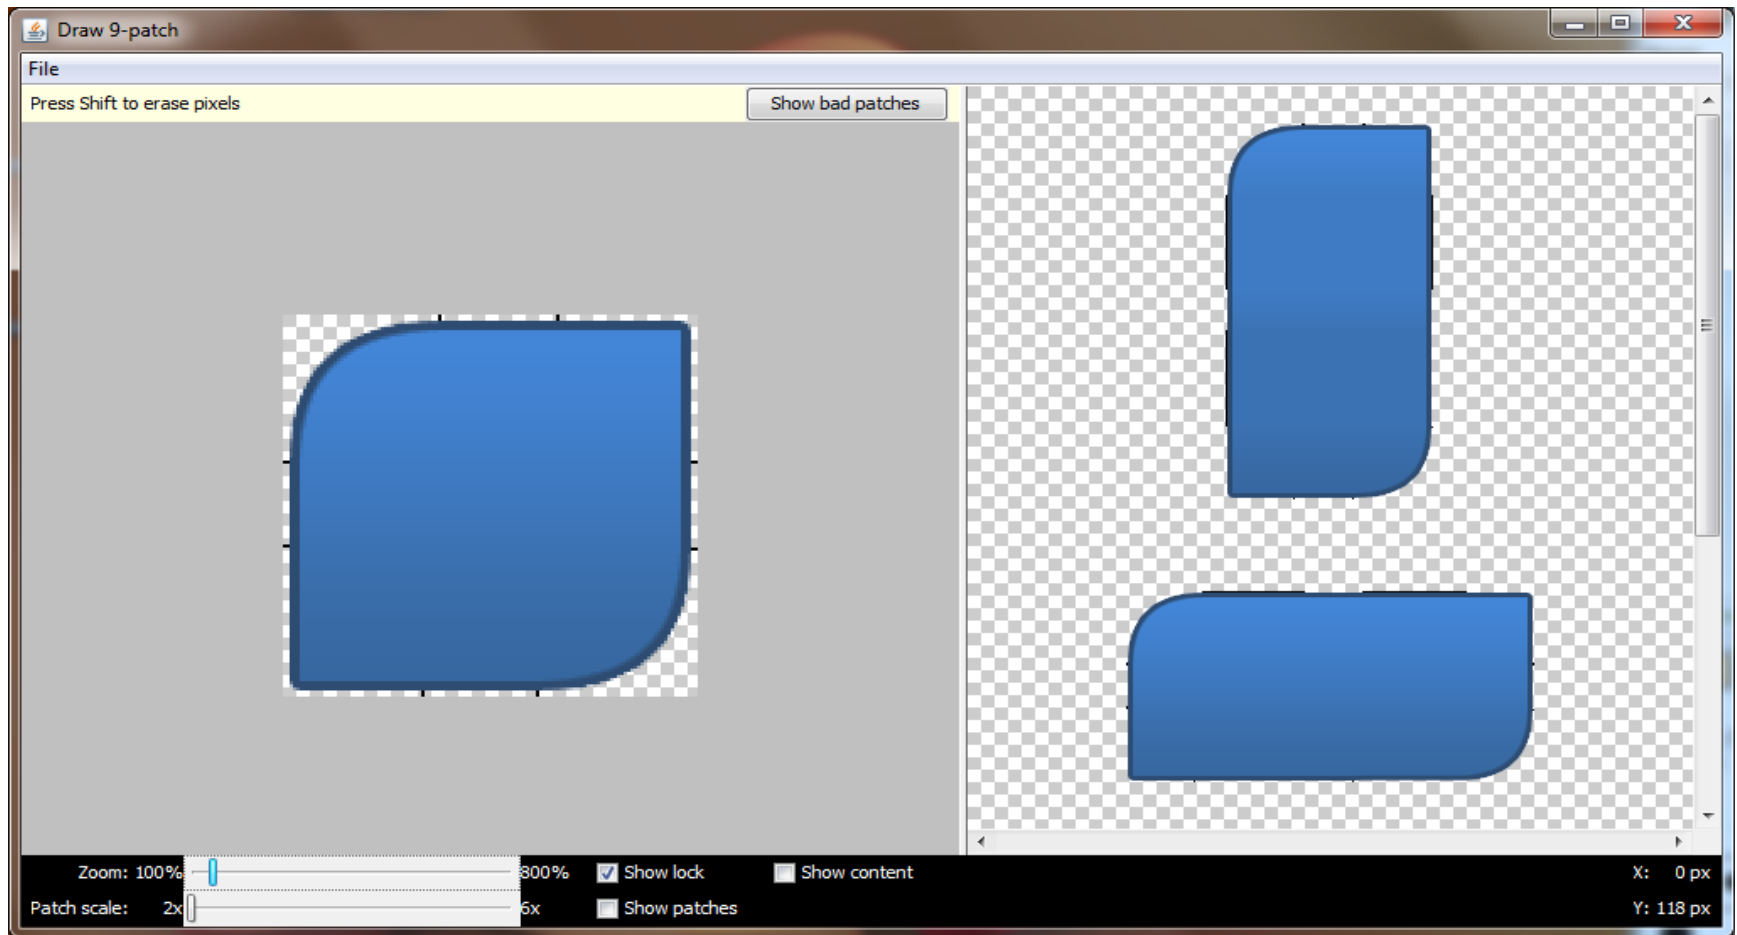 Draw 9-patch
File
Press Shift to erase pixels
Show bad patches
Zoom: 100%
800%
Show lock
Show content
X: 0 px
Patch scale: 2x
6x
Show patches
Y: 118 px